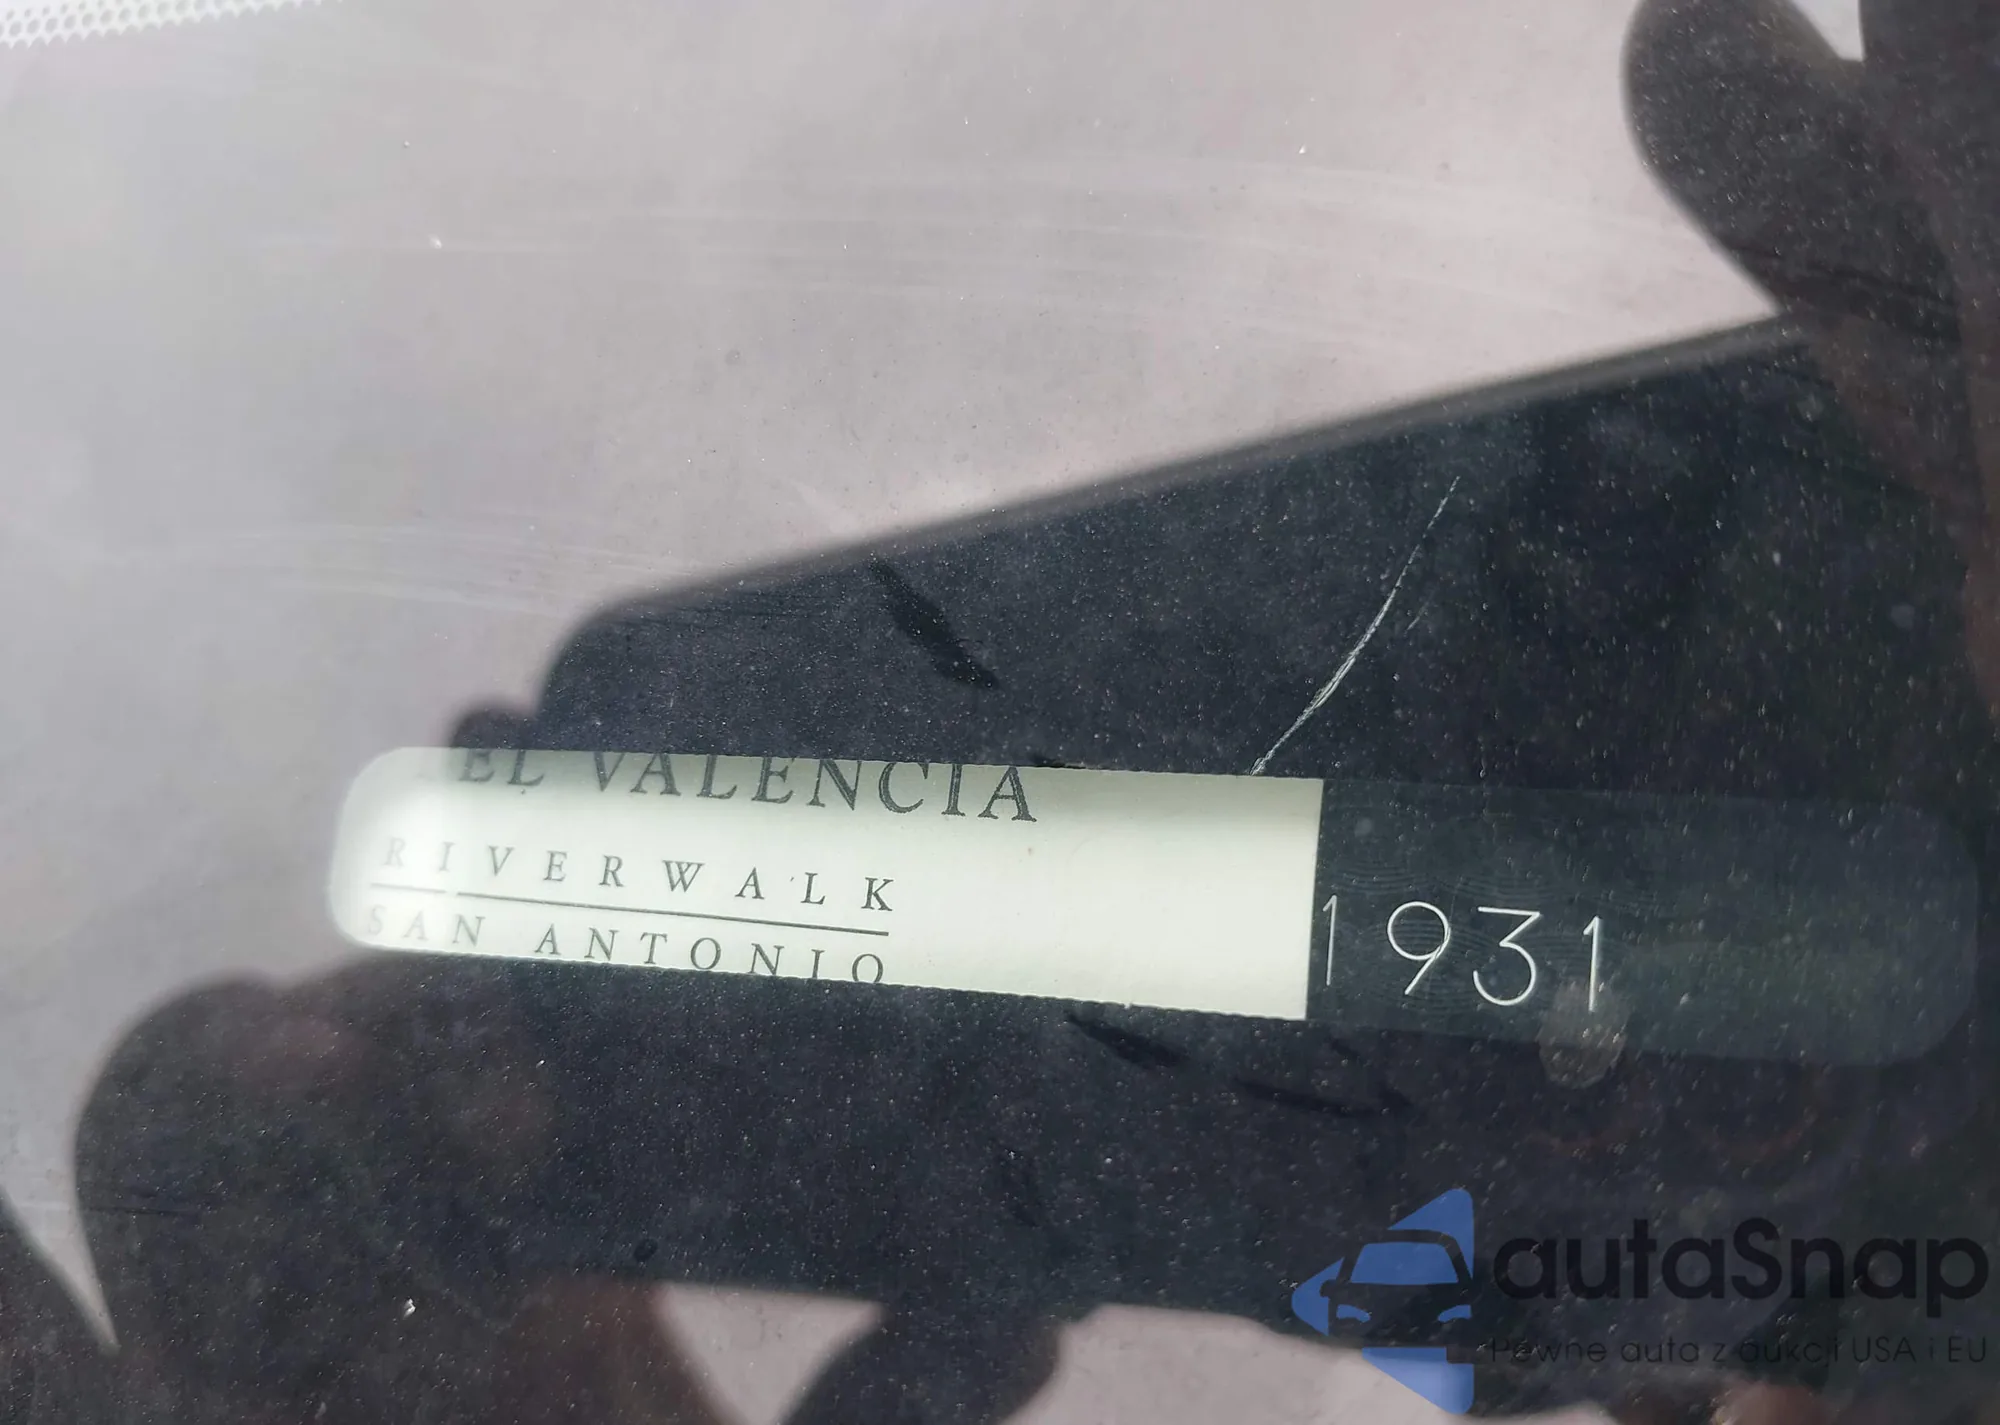 EL VALENCIA
RIVERWALK
SAN ANTONIO
1931
autaSnap
Pewne auta z aukcji USA i EU